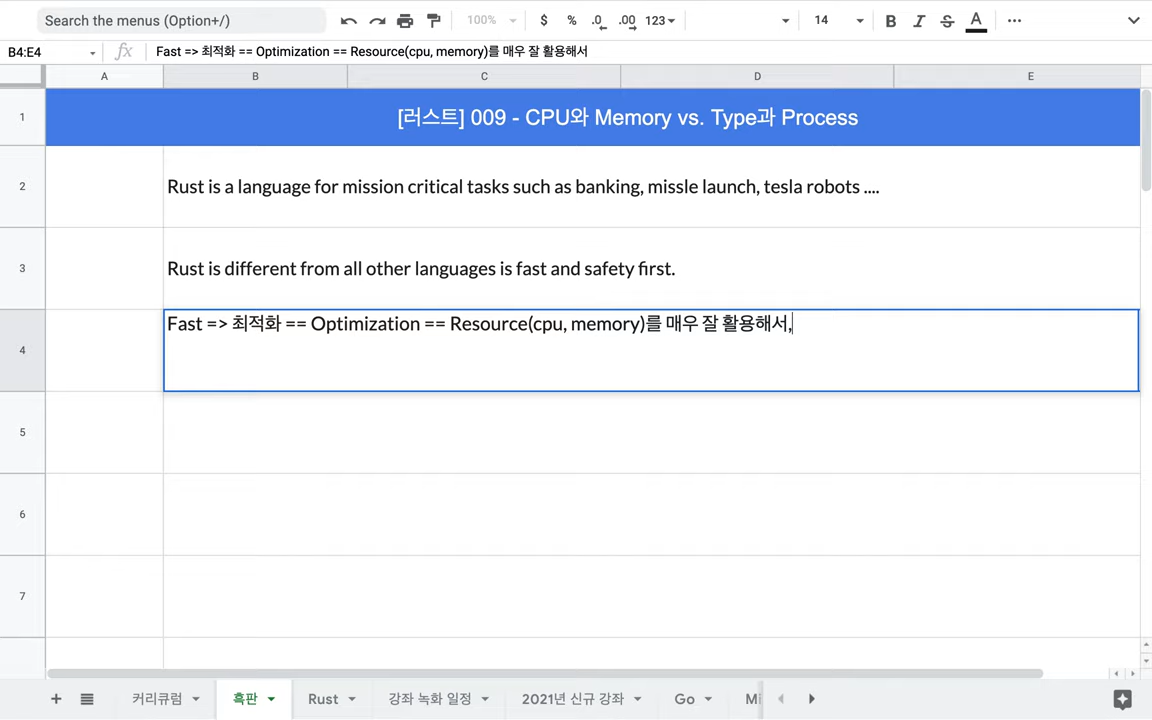 Search the menus (Option+/)
100%
$ % .0 .00 123
14
B I S A
B4:E4
fx
Fast => 최적화 == Optimization == Resource(cpu, memory)를 매우 잘 활용해서
A B C D E
1
[러스트] 009 - CPU와 Memory vs. Type과 Process
2
Rust is a language for mission critical tasks such as banking, missle launch, tesla robots ....
3
Rust is different from all other languages is fast and safety first.
4
Fast => 최적화 == Optimization == Resource(cpu, memory)를 매우 잘 활용해서,
5
6
7
커리큐럼
흑판
Rust
강좌 녹화 일정
2021년 신규 강좌
Go